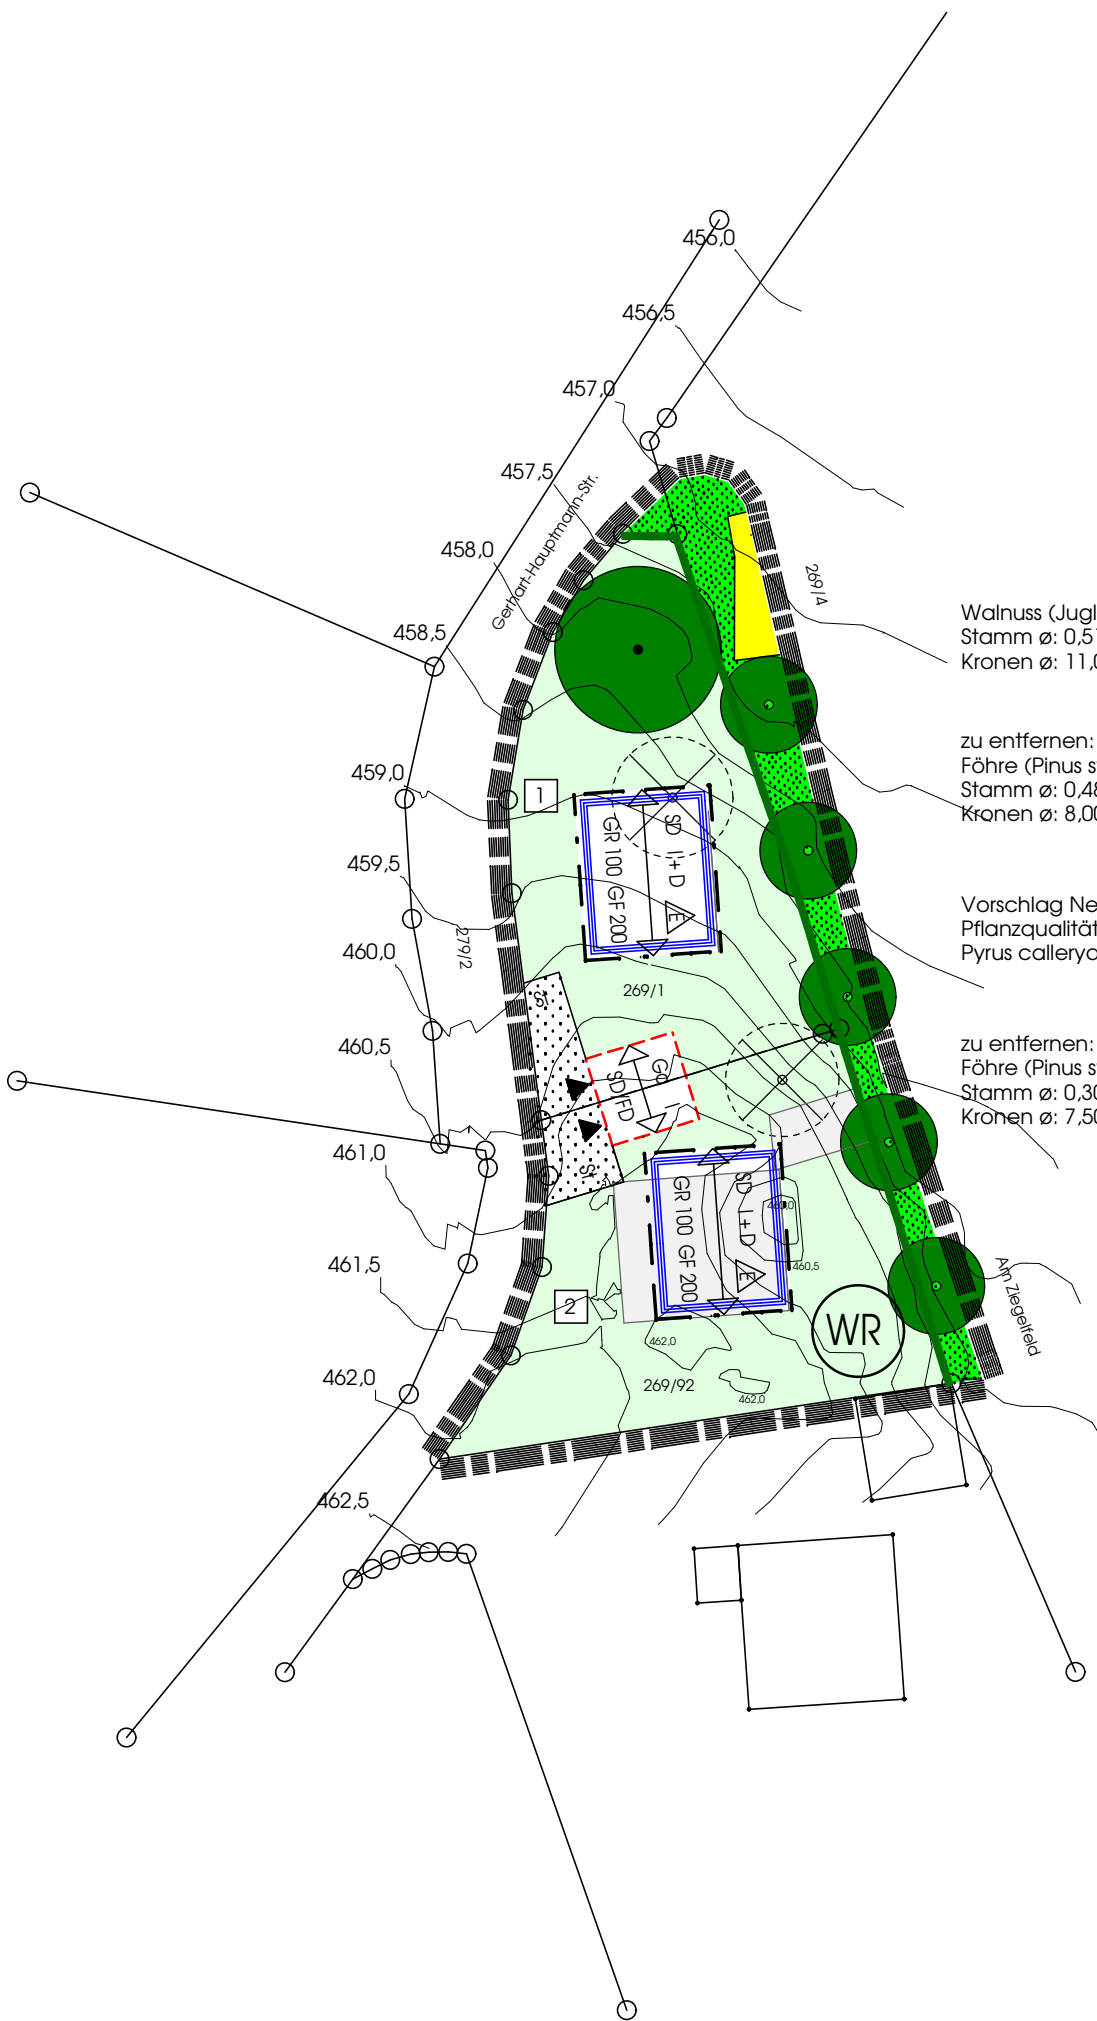 456,0
456,5
457,0
457,5
Gerhart-Hauptmann-Str.
458,0
269/4
458,5
Walnuss (Jugl
Stamm ø: 0,5
Kronen ø: 11,0
zu entfernen:
Föhre (Pinus s
Stamm ø: 0,48
Kronen ø: 8,00
459,0
1
SD I+D
E
GR 100 GF 200
459,5
279/2
Vorschlag Ne
Pflanzqualität
Pyrus callerya
460,0
269/1
St
460,5
Ga
I
SD/FD
zu entfernen:
Föhre (Pinus s
Stamm ø: 0,30
Kronen ø: 7,50
461,0
St
SD I+D
E
GR 100 GF 200
460,0
460,5
461,5
2
WR
Am Ziegelfeld
462,0
462,0
269/92
462,0
462,5